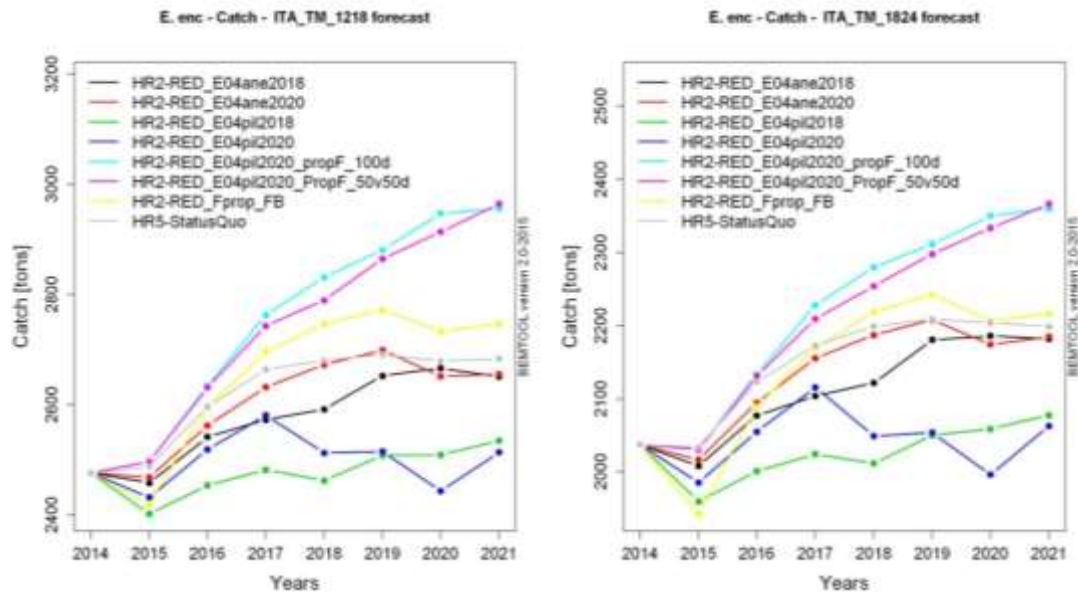 E. enc - Catch - ITA_TM_1218 forecast
3200
3000
2800
2600
2400
Catch [tons]
HR2-RED_E04ane2018
HR2-RED_E04ane2020
HR2-RED_E04pil2018
HR2-RED_E04pil2020
HR2-RED_E04pil2020_propF_100d
HR2-RED_E04pil2020_PropF_50v50d
HR2-RED_Fprop_FB
HR5-StatusQuo
BEMTOOL version 2.0-2015
2014 2015 2016 2017 2018 2019 2020 2021
Years
E. enc - Catch - ITA_TM_1824 forecast
2500
2400
2300
2200
2100
2000
Catch [tons]
HR2-RED_E04ane2018
HR2-RED_E04ane2020
HR2-RED_E04pil2018
HR2-RED_E04pil2020
HR2-RED_E04pil2020_propF_100d
HR2-RED_E04pil2020_PropF_50v50d
HR2-RED_Fprop_FB
HR5-StatusQuo
BEMTOOL version 2.0-2015
2014 2015 2016 2017 2018 2019 2020 2021
Years